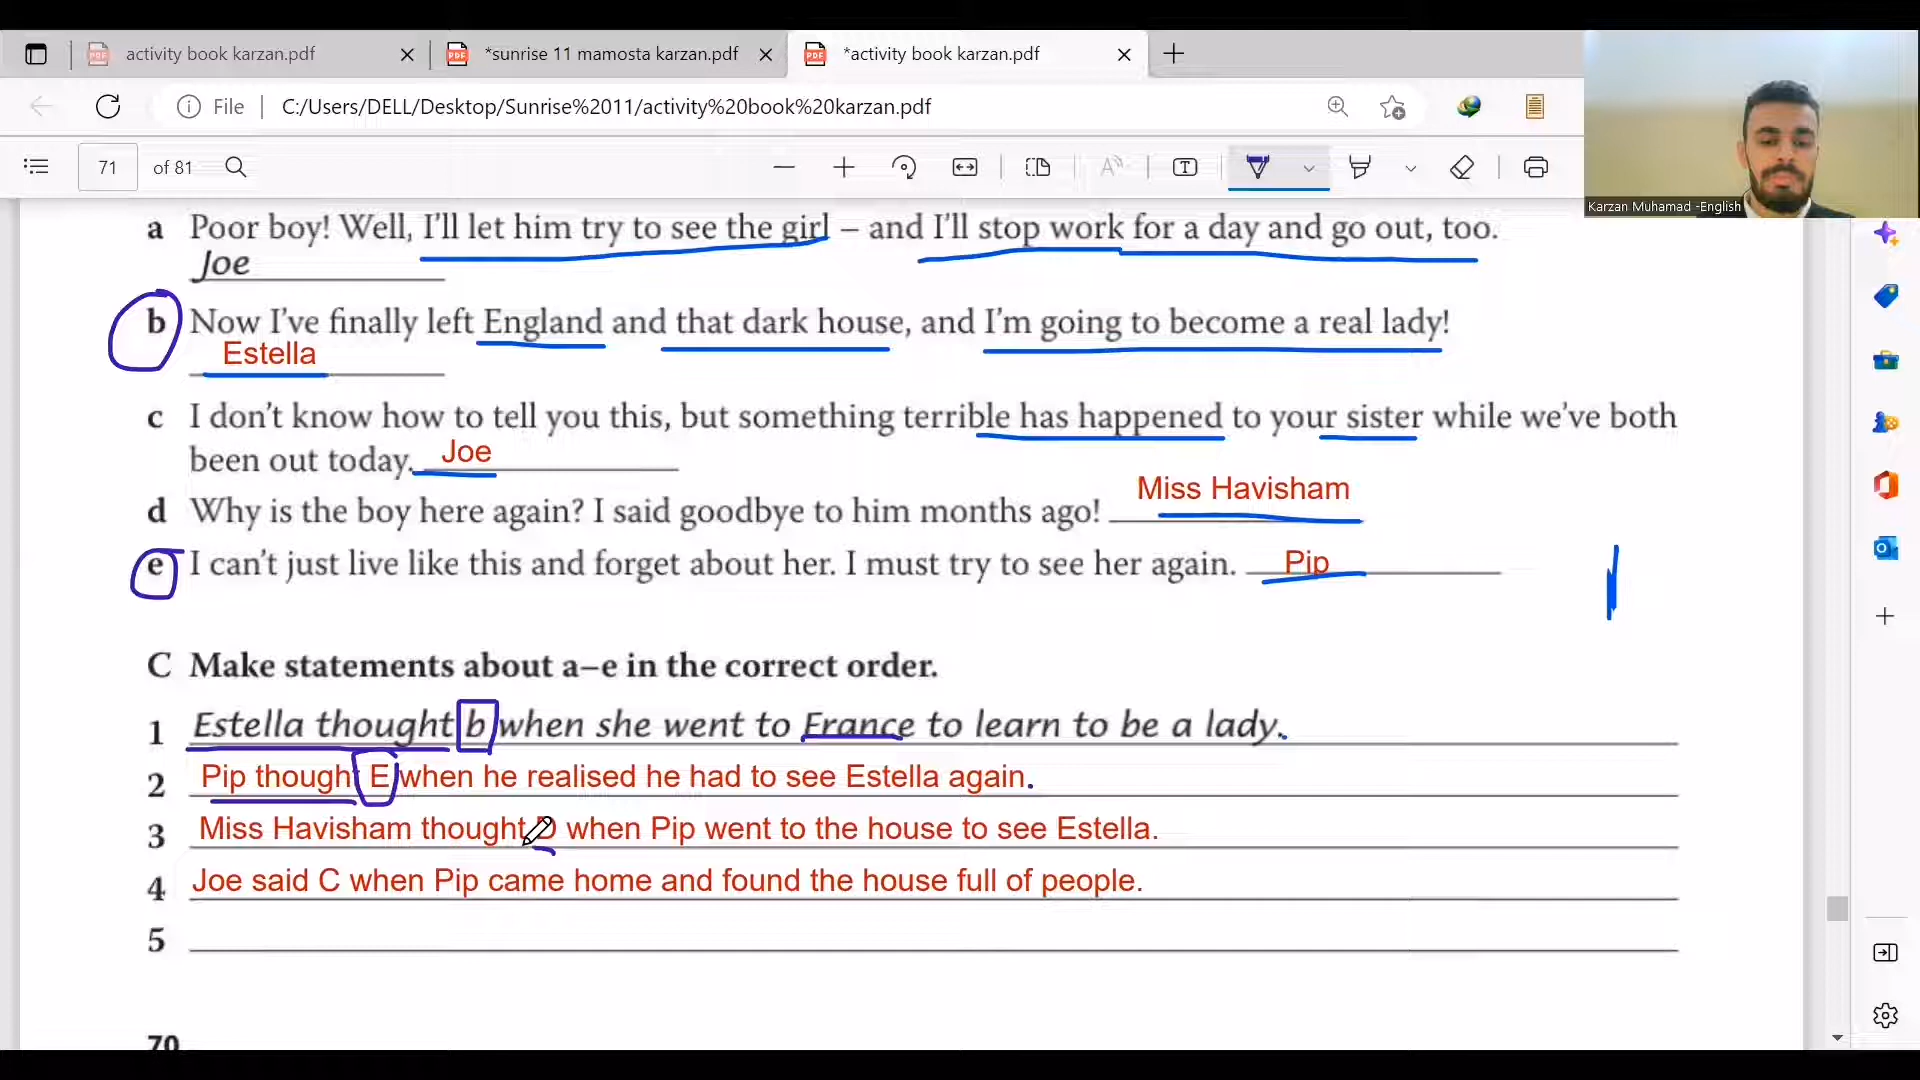 activity book karzan.pdf
*sunrise 11 mamosta karzan.pdf
*activity book karzan.pdf
File
C:/Users/DELL/Desktop/Sunrise%2011/activity%20book%20karzan.pdf
71 of 81
Karzan Muhamad -English
a Poor boy! Well, I'll let him try to see the girl – and I'll stop work for a day and go out, too.
Joe
b Now I've finally left England and that dark house, and I'm going to become a real lady!
Estella
c I don't know how to tell you this, but something terrible has happened to your sister while we've both
been out today. Joe
Miss Havisham
d Why is the boy here again? I said goodbye to him months ago!
e I can't just live like this and forget about her. I must try to see her again. Pip
C Make statements about a–e in the correct order.
1 Estella thought b when she went to France to learn to be a lady.
2 Pip thought E when he realised he had to see Estella again.
3 Miss Havisham thought D when Pip went to the house to see Estella.
4 Joe said C when Pip came home and found the house full of people.
5
70